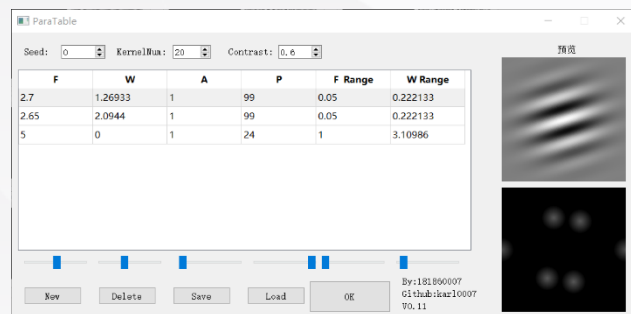 ParaTable
Seed: 0 KernelNum: 20 Contrast: 0.6
预览
F W A P F Range W Range
2.7 1.26933 1 99 0.05 0.222133
2.65 2.0944 1 99 0.05 0.222133
5 0 1 24 1 3.10986
New Delete Save Load OK
By:181860007
Github:karl0007
V0.11